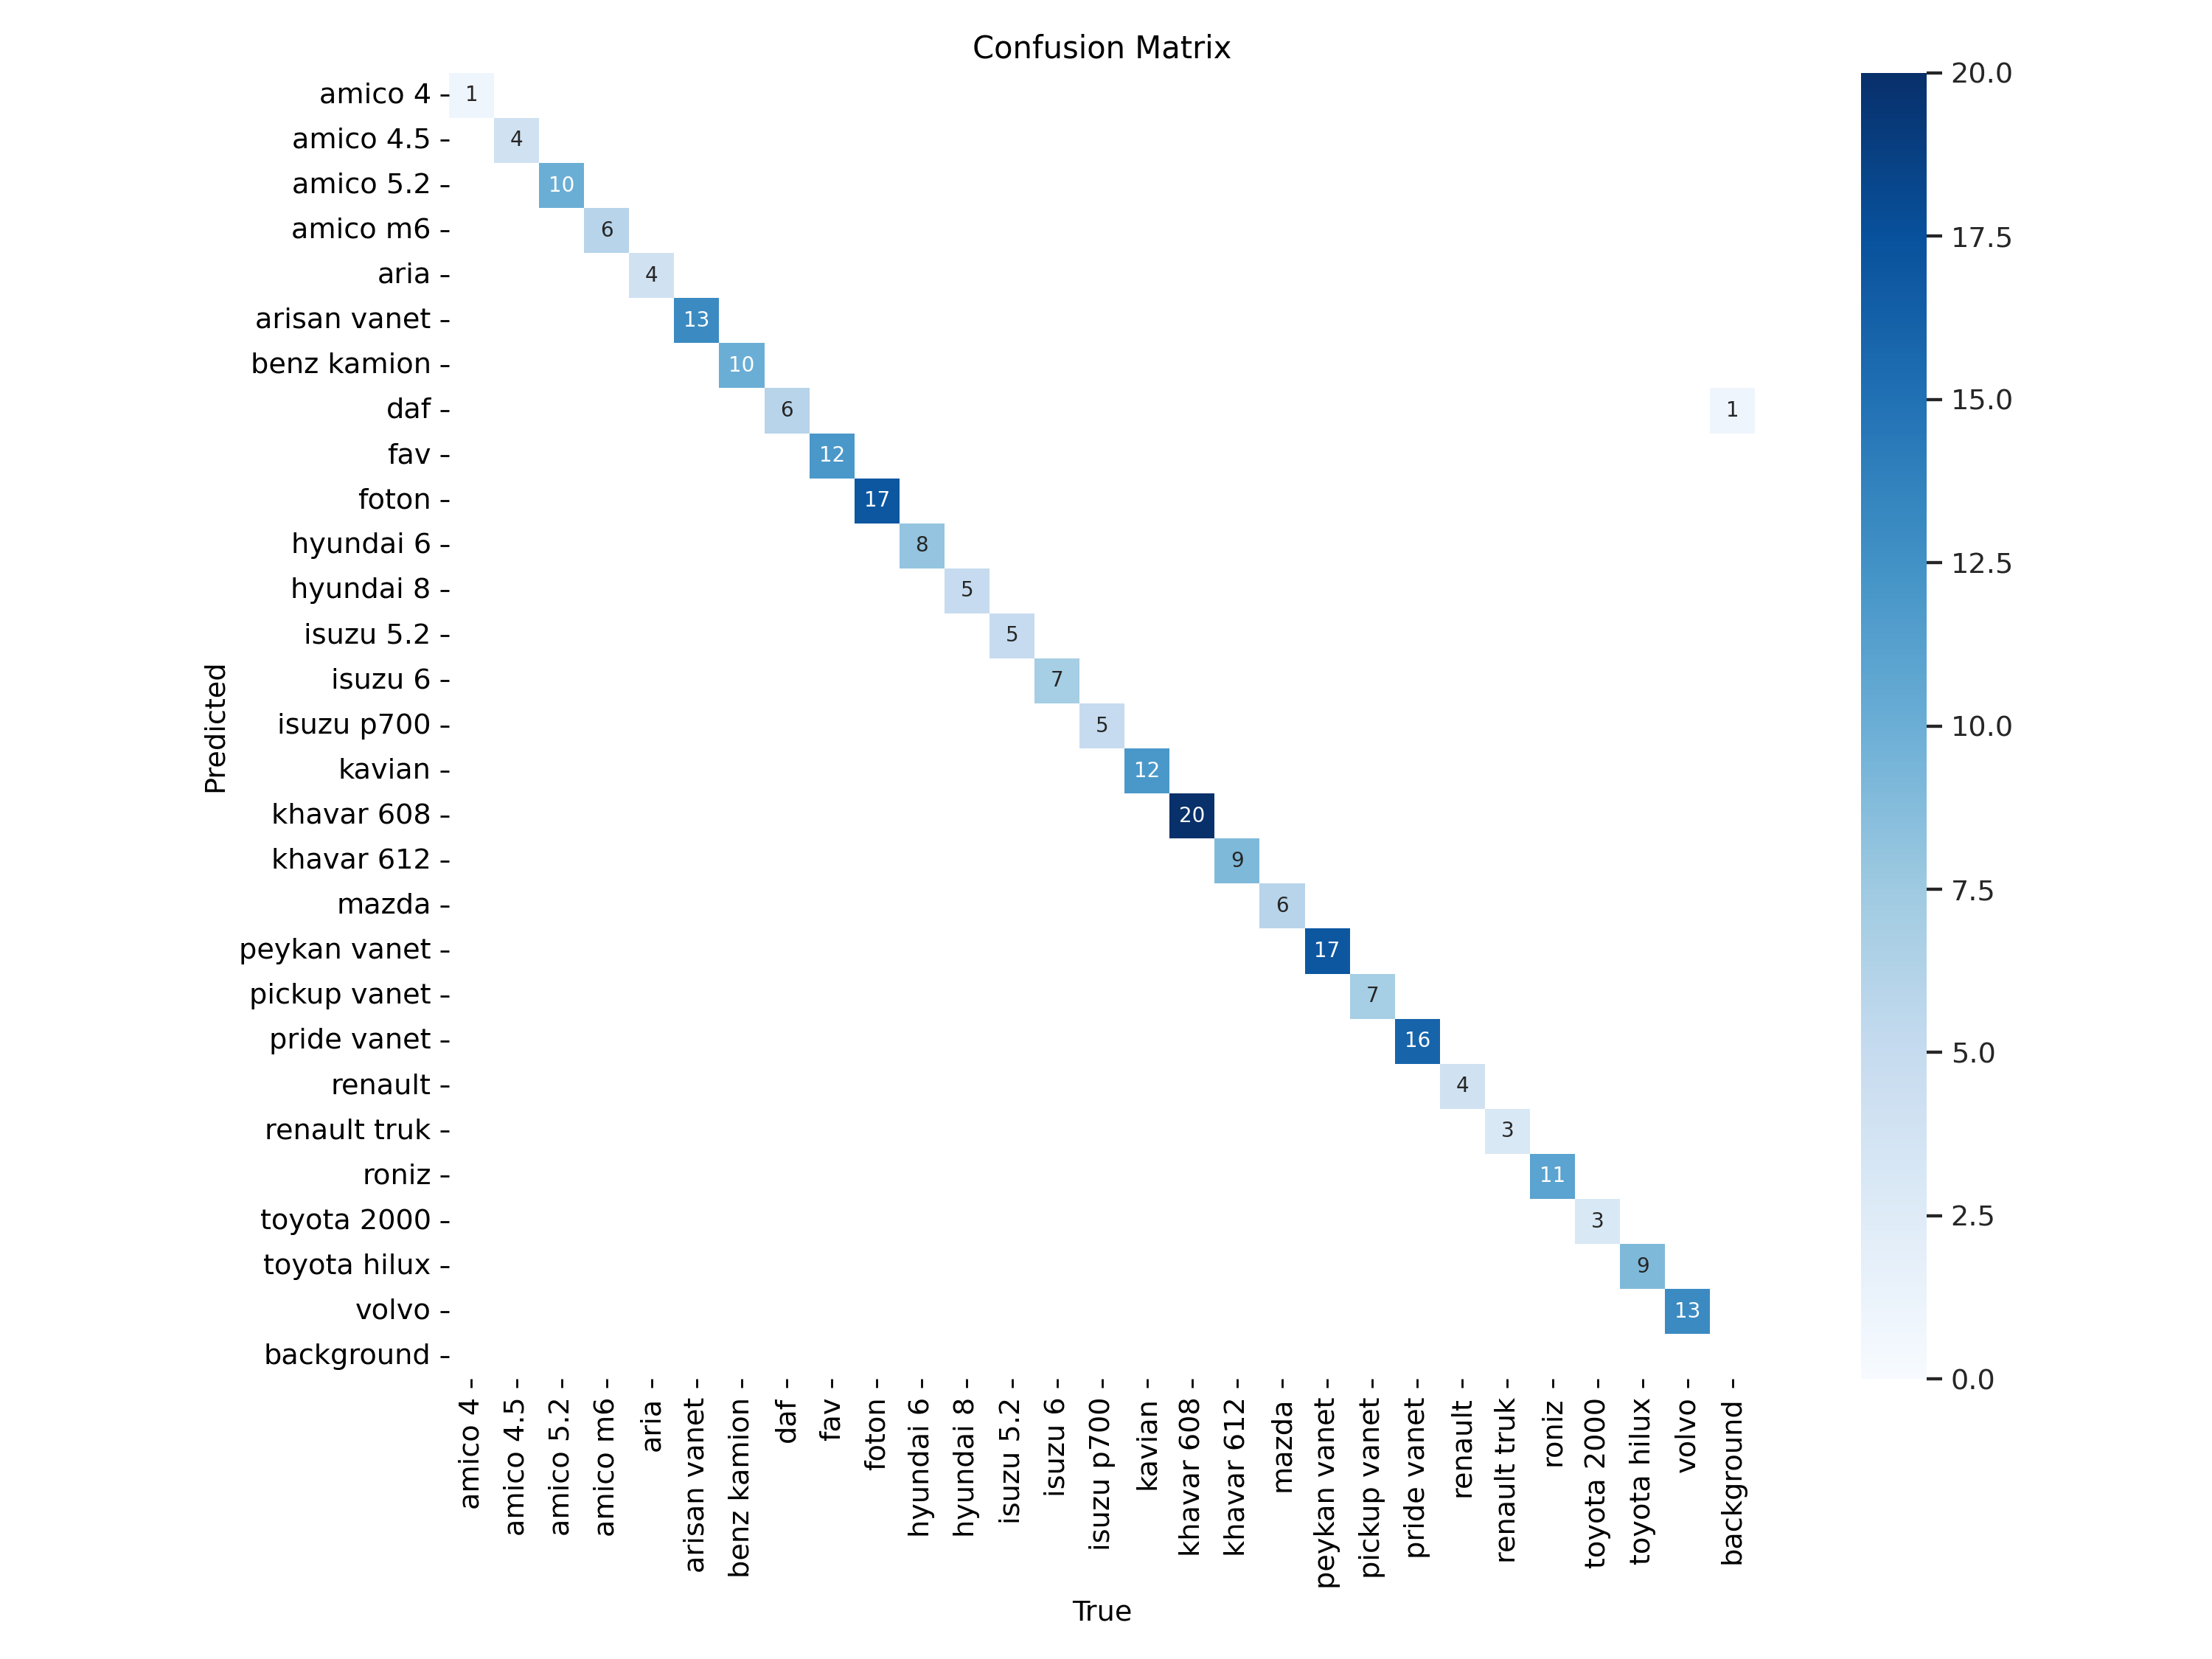 Confusion Matrix
amico 4 1
amico 4.5 4
amico 5.2 10
amico m6 6
aria 4
arisan vanet 13
benz kamion 10
daf 6 1
fav 12
foton 17
hyundai 6 8
hyundai 8 5
isuzu 5.2 5
isuzu 6 7
isuzu p700 5
kavian 12
khavar 608 20
khavar 612 9
mazda 6
peykan vanet 17
pickup vanet 7
pride vanet 16
renault 4
renault truk 3
roniz 11
toyota 2000 3
toyota hilux 9
volvo 13
background
Predicted
amico 4
amico 4.5
amico 5.2
amico m6
aria
arisan vanet
benz kamion
daf
fav
foton
hyundai 6
hyundai 8
isuzu 5.2
isuzu 6
isuzu p700
kavian
khavar 608
khavar 612
mazda
peykan vanet
pickup vanet
pride vanet
renault
renault truk
roniz
toyota 2000
toyota hilux
volvo
background
True
20.0
17.5
15.0
12.5
10.0
7.5
5.0
2.5
0.0